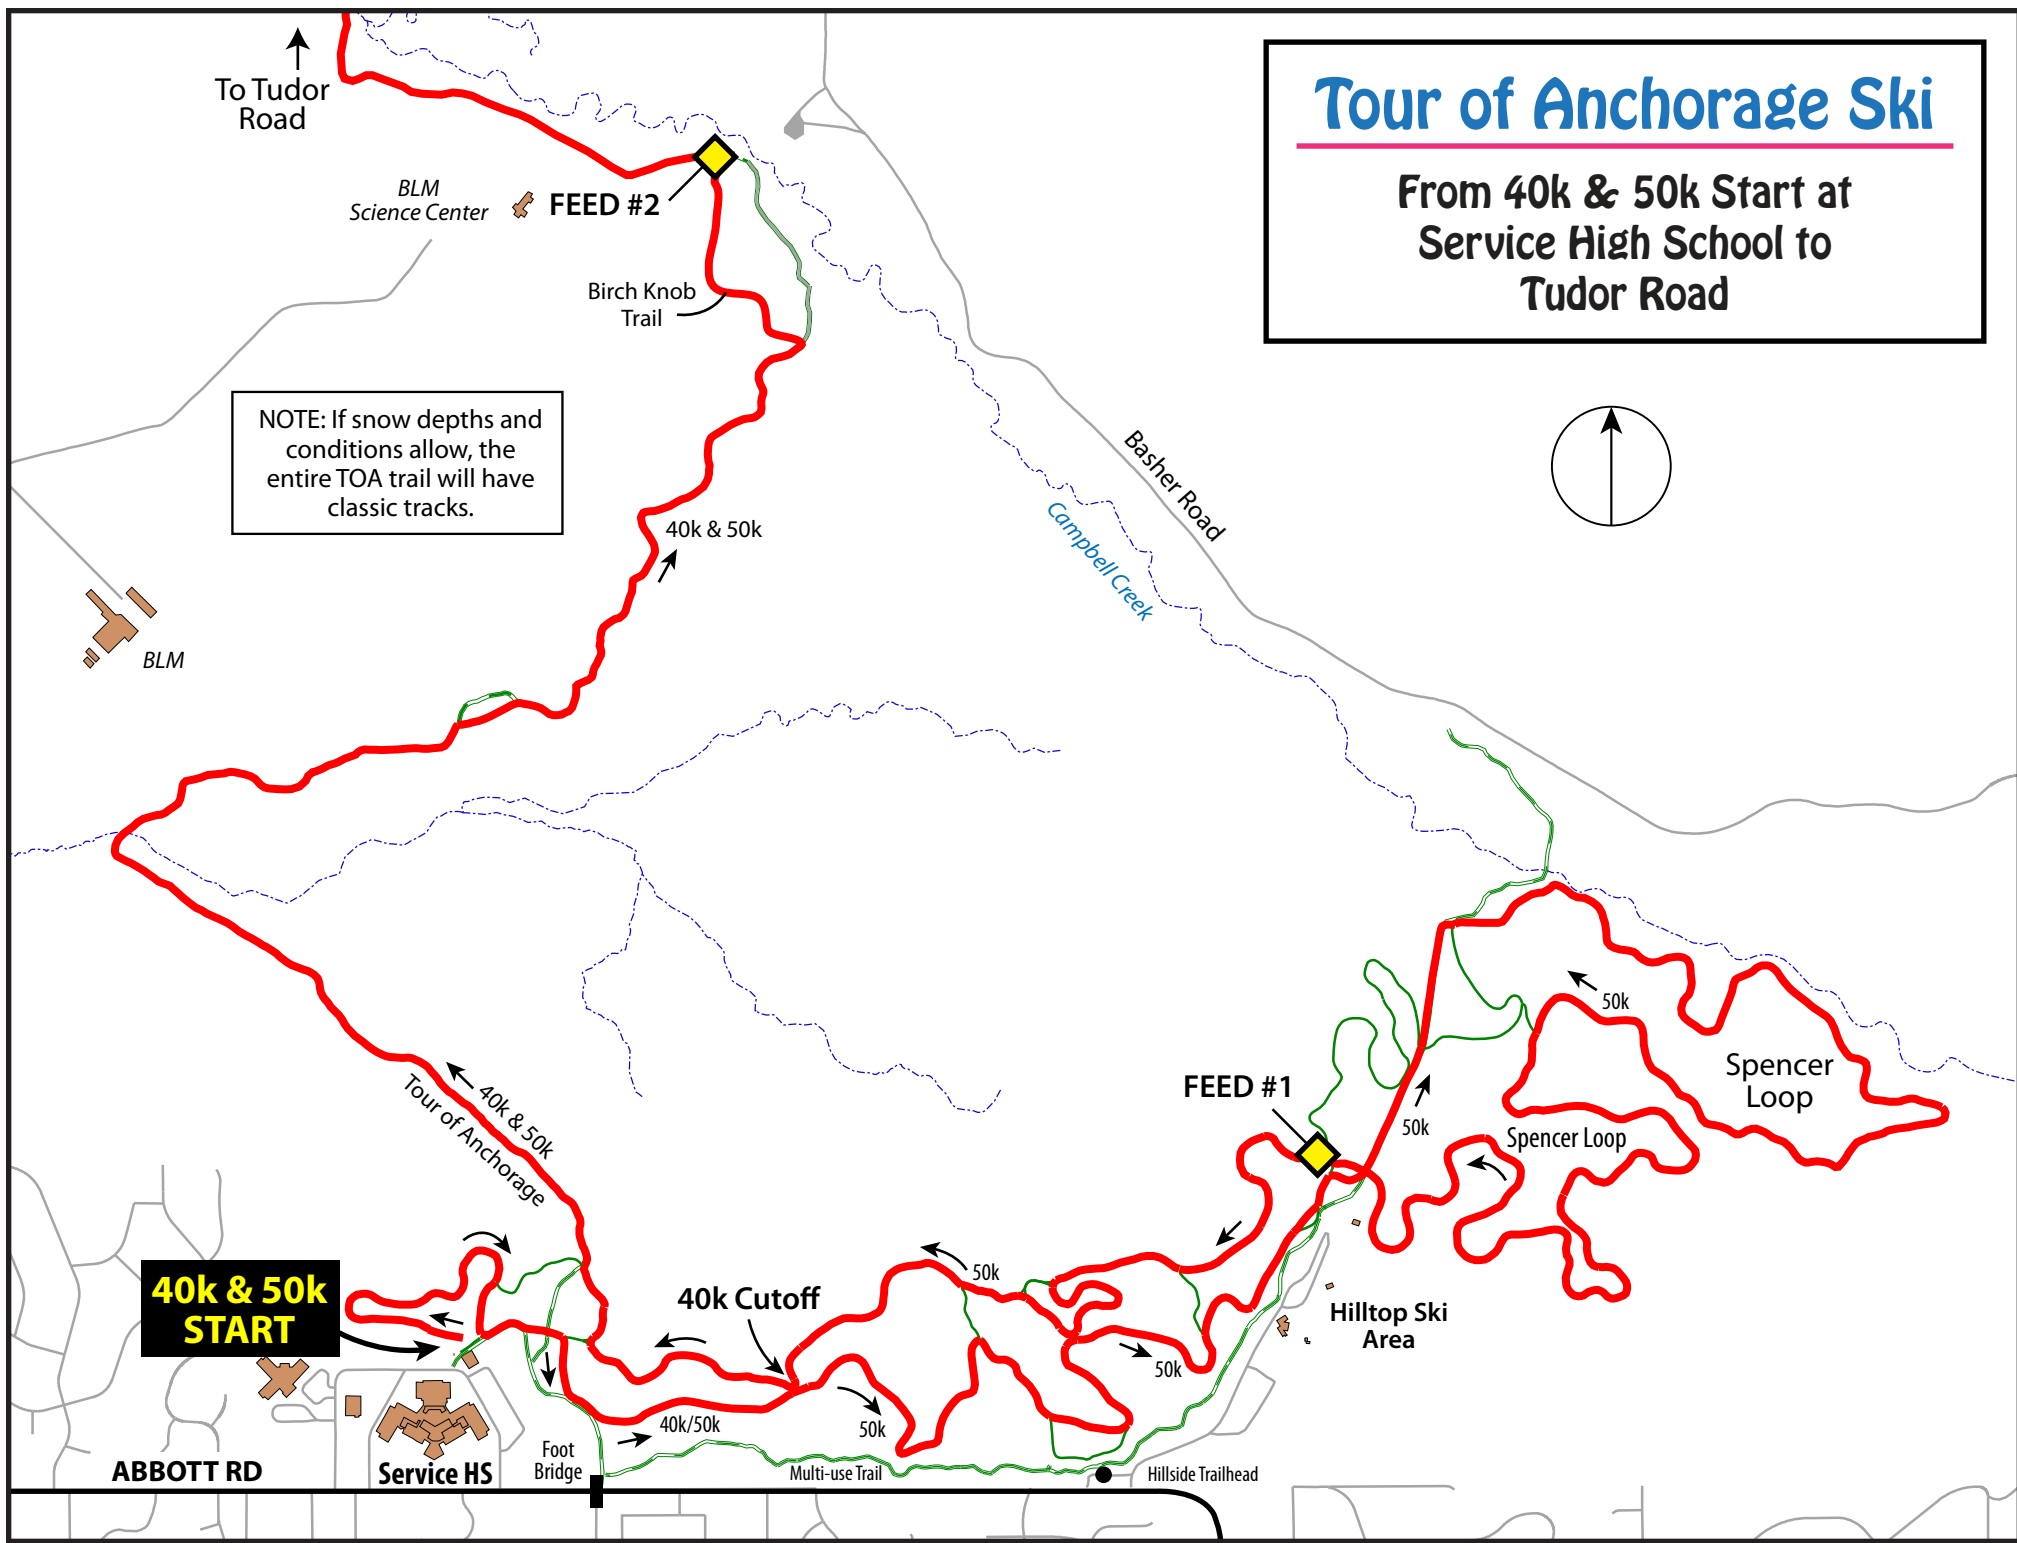 Tour of Anchorage Ski
From 40k & 50k Start at
Service High School to
Tudor Road
To Tudor
Road
BLM
Science Center
FEED #2
Birch Knob
Trail
NOTE: If snow depths and
conditions allow, the
entire TOA trail will have
classic tracks.
Basher Road
40k & 50k
Campbell Creek
BLM
50k
Spencer
Loop
FEED #1
50k
Spencer Loop
40k & 50k
Tour of Anchorage
40k & 50k
START
50k
40k Cutoff
Hilltop Ski
Area
50k
50k
40k/50k
Foot
Bridge
Multi-use Trail
Hillside Trailhead
ABBOTT RD
Service HS